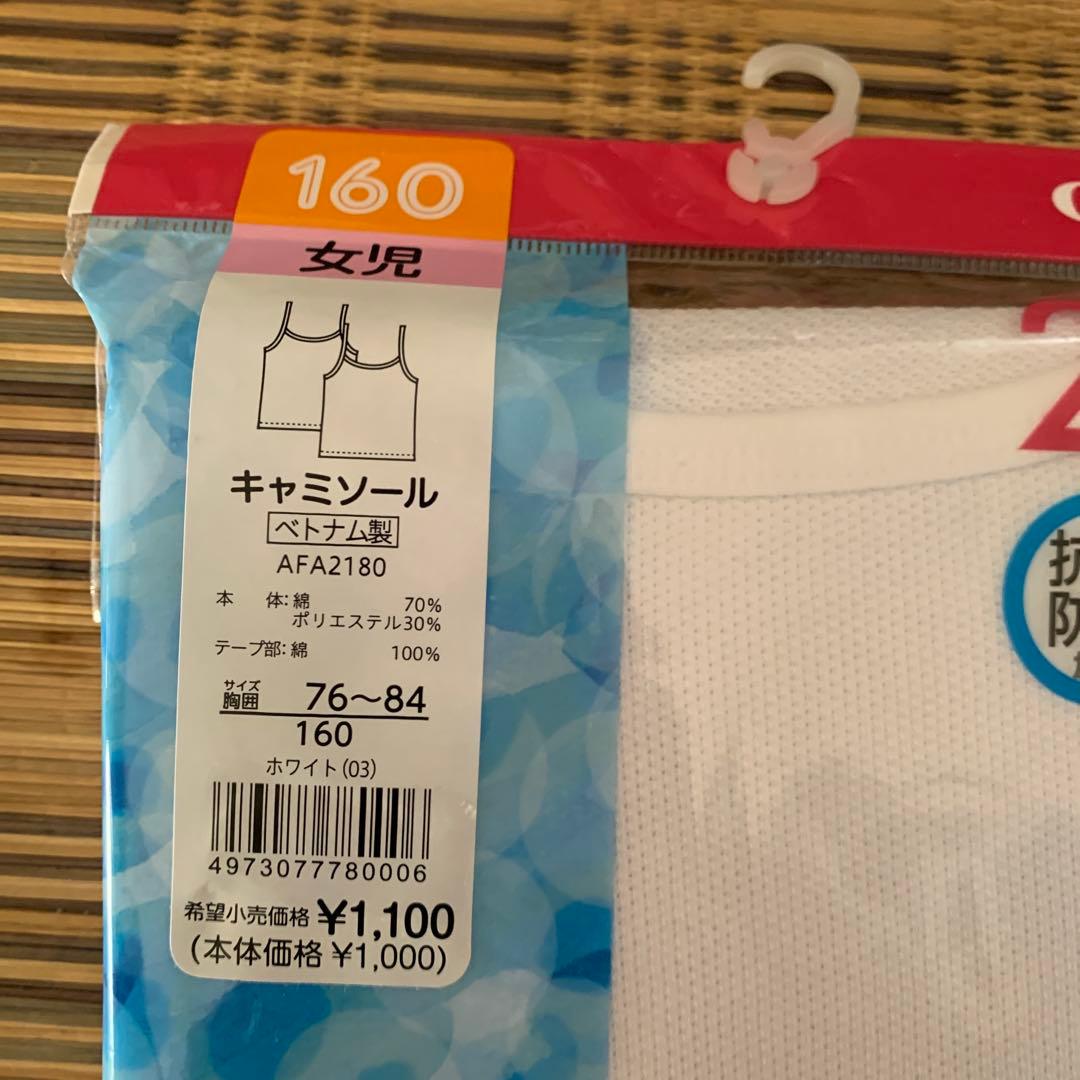 160
女児
キャミソール
ベトナム製
AFA2180
本 体:綿 70%
ポリエステル30%
テープ部:綿 100%
サイズ
胸囲 76〜84
160
ホワイト(03)
4973077780006
希望小売価格 ¥1,100
(本体価格 ¥1,000)
2
抗
防